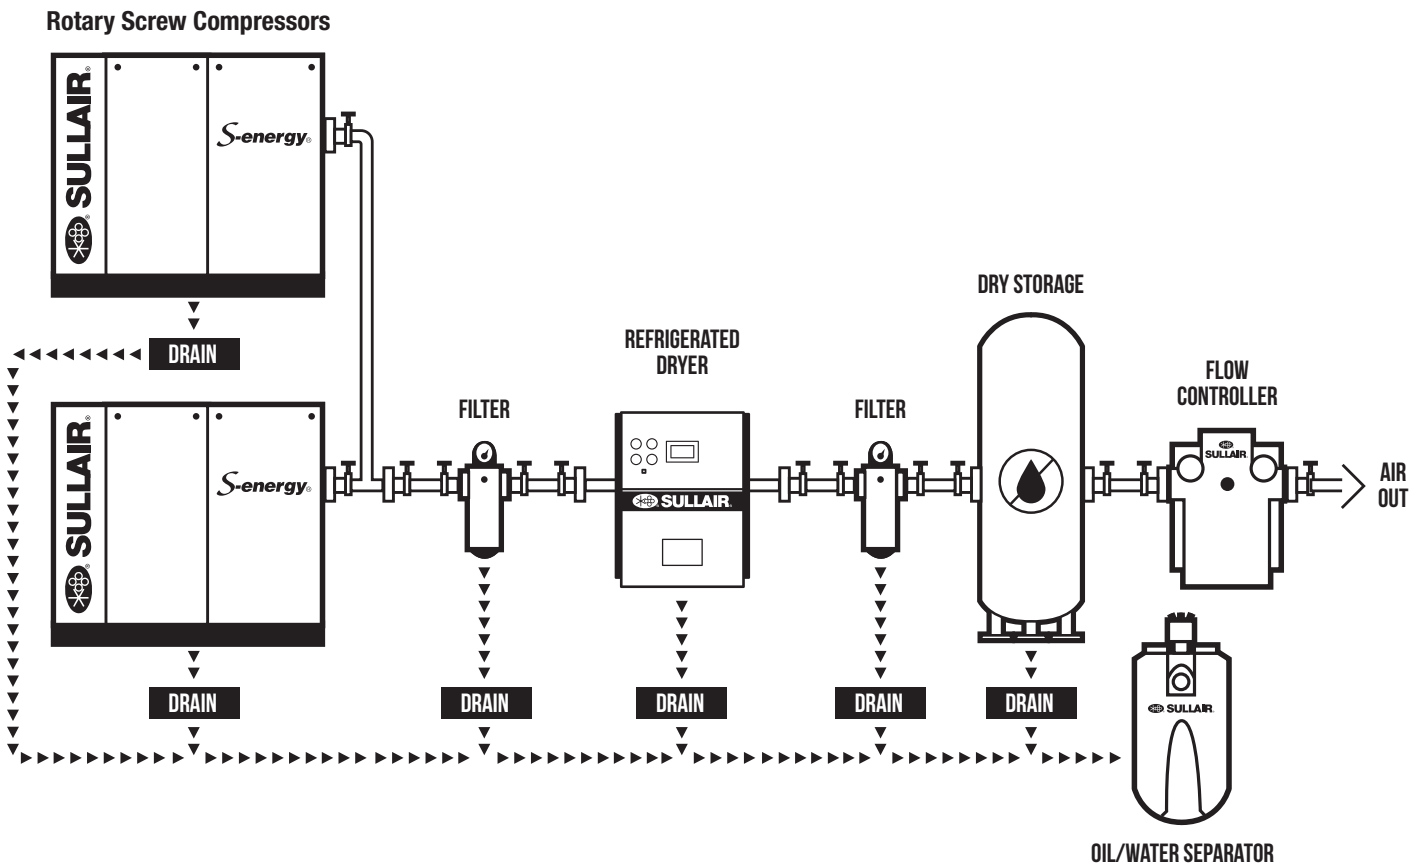 Rotary Screw Compressors
SULLAIR®
S-energy®
DRAIN
SULLAIR®
S-energy®
DRAIN
FILTER
DRAIN
REFRIGERATED
DRYER
SULLAIR
DRAIN
FILTER
DRAIN
DRY STORAGE
DRAIN
FLOW
CONTROLLER
SULLAIR
AIR
OUT
SULLAIR
OIL/WATER SEPARATOR